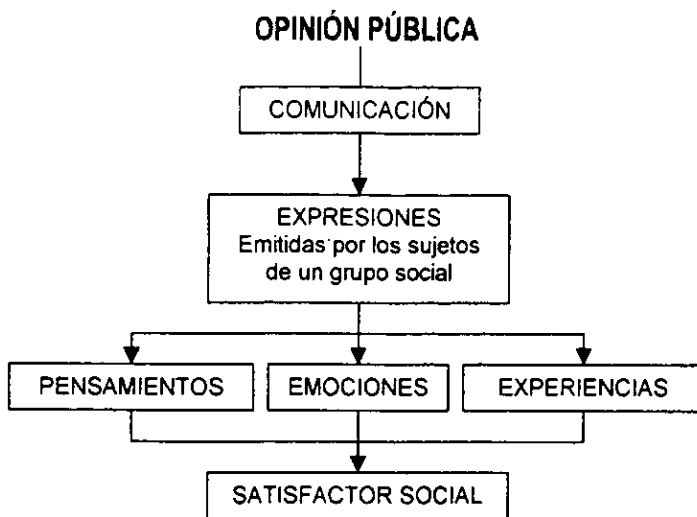 OPINIÓN PÚBLICA
COMUNICACIÓN
EXPRESIONES
Emitidas por los sujetos
de un grupo social
PENSAMIENTOS EMOCIONES EXPERIENCIAS
SATISFACTOR SOCIAL